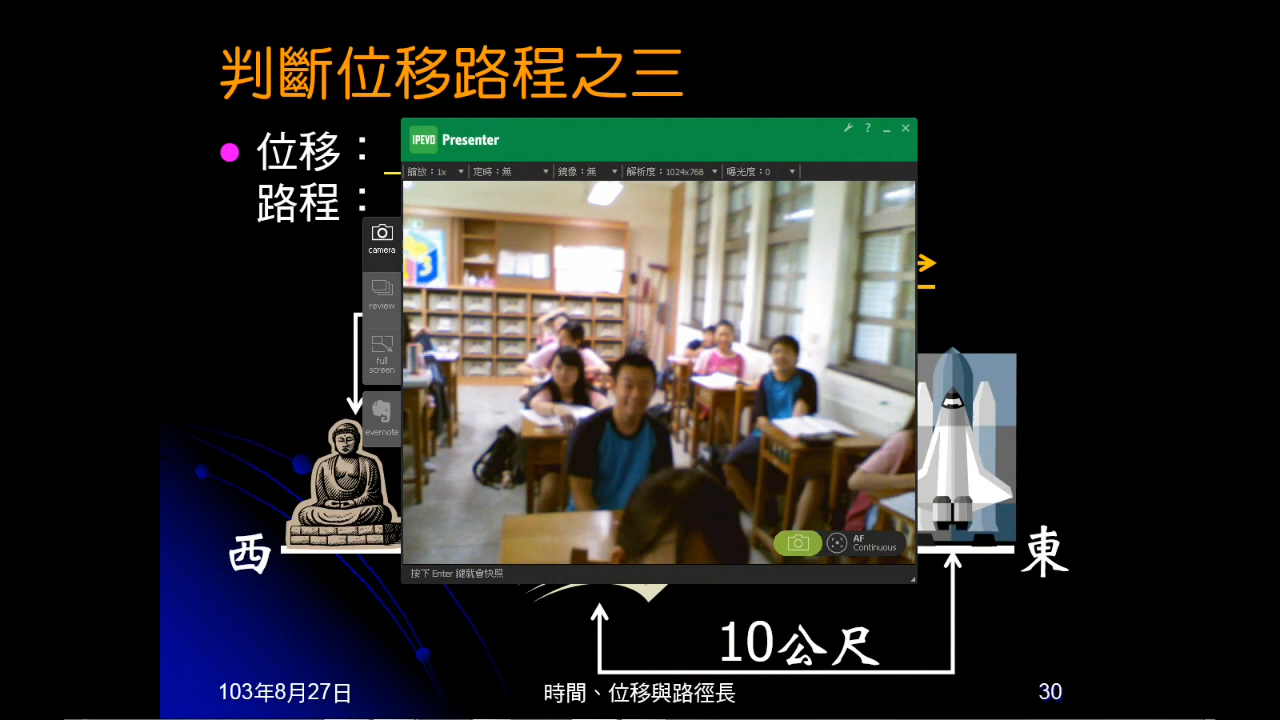 判斷位移路程之三
位移：
路程：
IPEVO Presenter
縮放：1x 定時：無 鏡像：無 解析度：1024x768 曝光度：0
camera
review
full
screen
evernote
AF
Continuous
按下 Enter 鍵就會快照
西
東
10公尺
103年8月27日 時間、位移與路徑長 30